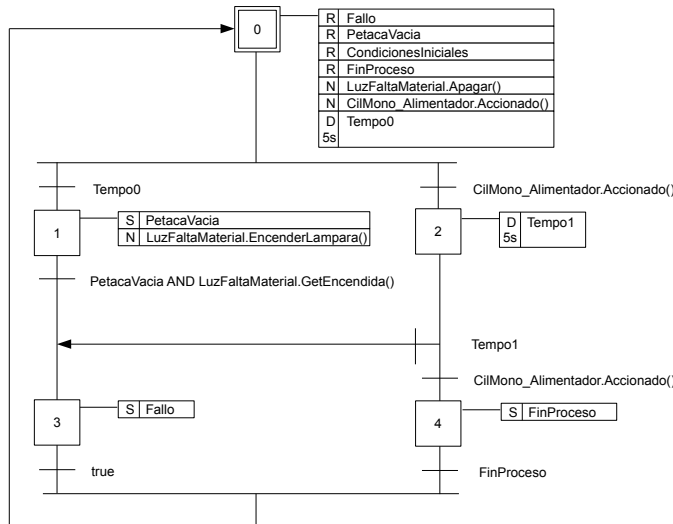 0
R Fallo
R PetacaVacia
R CondicionesIniciales
R FinProceso
N LuzFaltaMaterial.Apagar()
N CilMono_Alimentador.Accionado()
D Tempo0
5s
Tempo0
CilMono_Alimentador.Accionado()
1
S PetacaVacia
N LuzFaltaMaterial.EncenderLampara()
2
D Tempo1
5s
PetacaVacia AND LuzFaltaMaterial.GetEncendida()
Tempo1
CilMono_Alimentador.Accionado()
3
S Fallo
4
S FinProceso
true
FinProceso